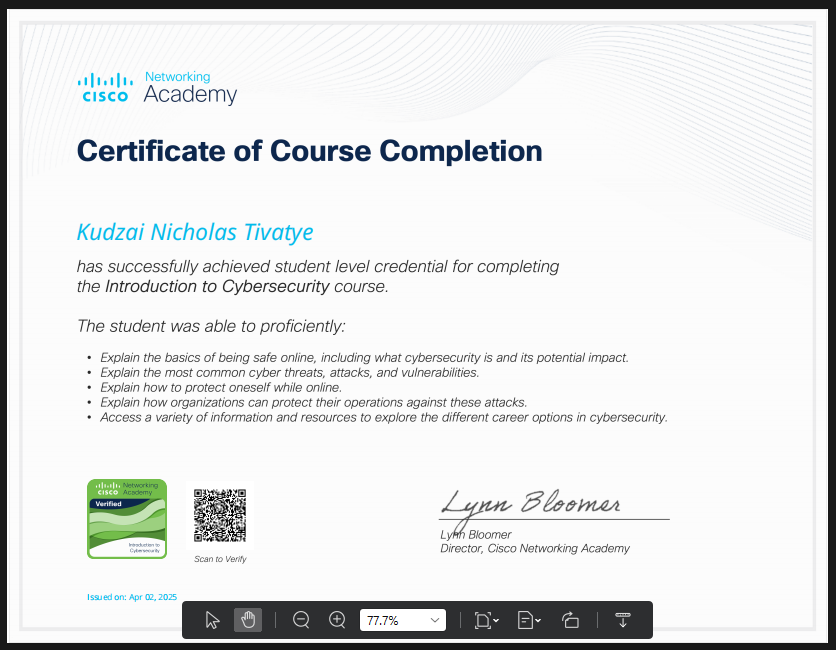 Networking
CISCO Academy
Certificate of Course Completion
Kudzai Nicholas Tivatye
has successfully achieved student level credential for completing
the Introduction to Cybersecurity course.
The student was able to proficiently:
• Explain the basics of being safe online, including what cybersecurity is and its potential impact.
• Explain the most common cyber threats, attacks, and vulnerabilities.
• Explain how to protect oneself while online.
• Explain how organizations can protect their operations against these attacks.
• Access a variety of information and resources to explore the different career options in cybersecurity.
Networking
CISCO Academy
Verified
Introduction to
Cybersecurity
Scan to Verify
Lynn Bloomer
Lynn Bloomer
Director, Cisco Networking Academy
Issued on: Apr 02, 2025
77.7%